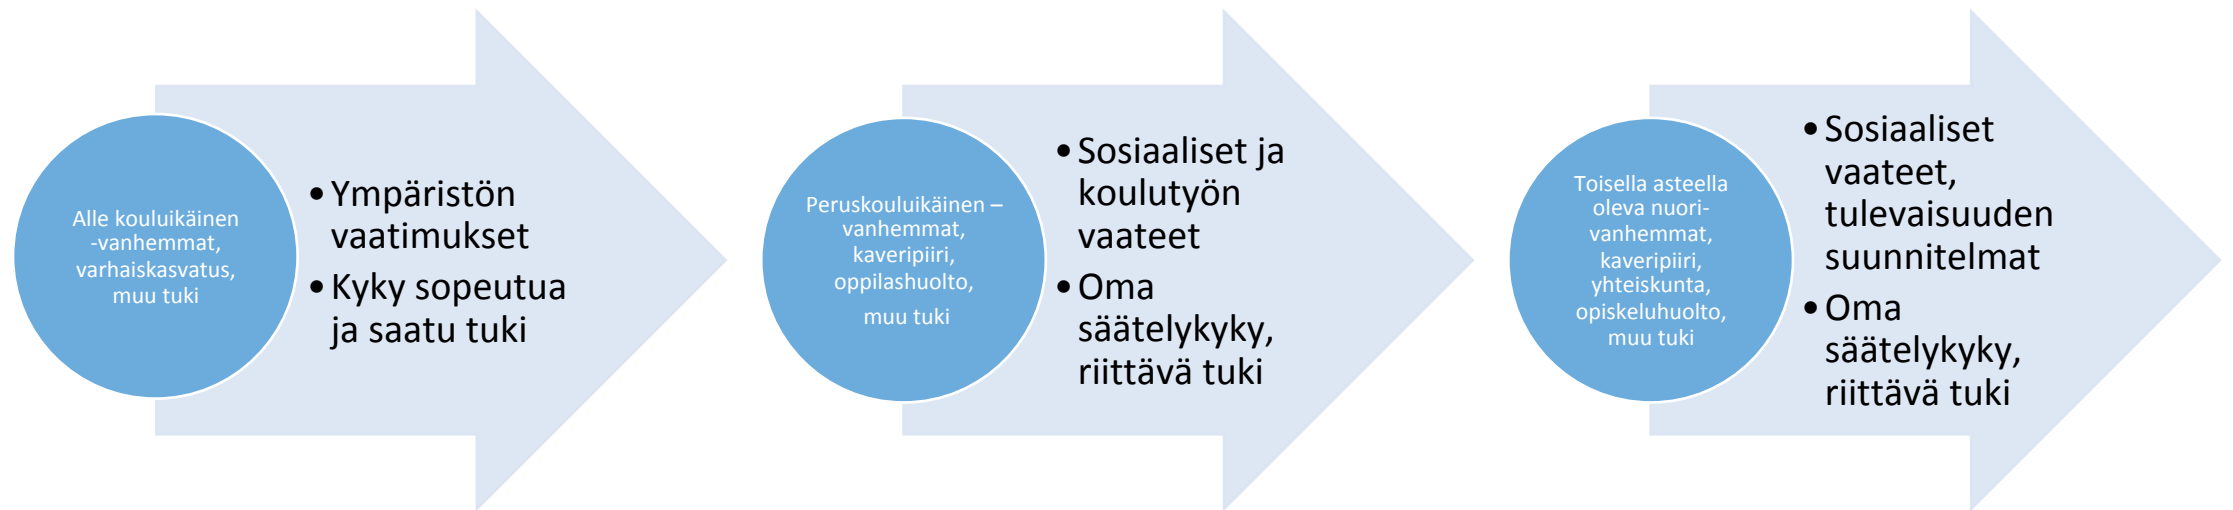 Alle kouluikäinen
-vanhemmat,
varhaiskasvatus,
muu tuki
•Ympäristön
vaatimukset
•Kyky sopeutua
ja saatu tuki
Peruskouluikäinen –
vanhemmat,
kaveripiiri,
oppilashuolto,
muu tuki
•Sosiaaliset ja
koulutyön
vaateet
•Oma
säätelykyky,
riittävä tuki
Toisella asteella
oleva nuori-
vanhemmat,
kaveripiiri,
yhteiskunta,
opiskeluhuolto,
muu tuki
•Sosiaaliset
vaateet,
tulevaisuuden
suunnitelmat
•Oma
säätelykyky,
riittävä tuki